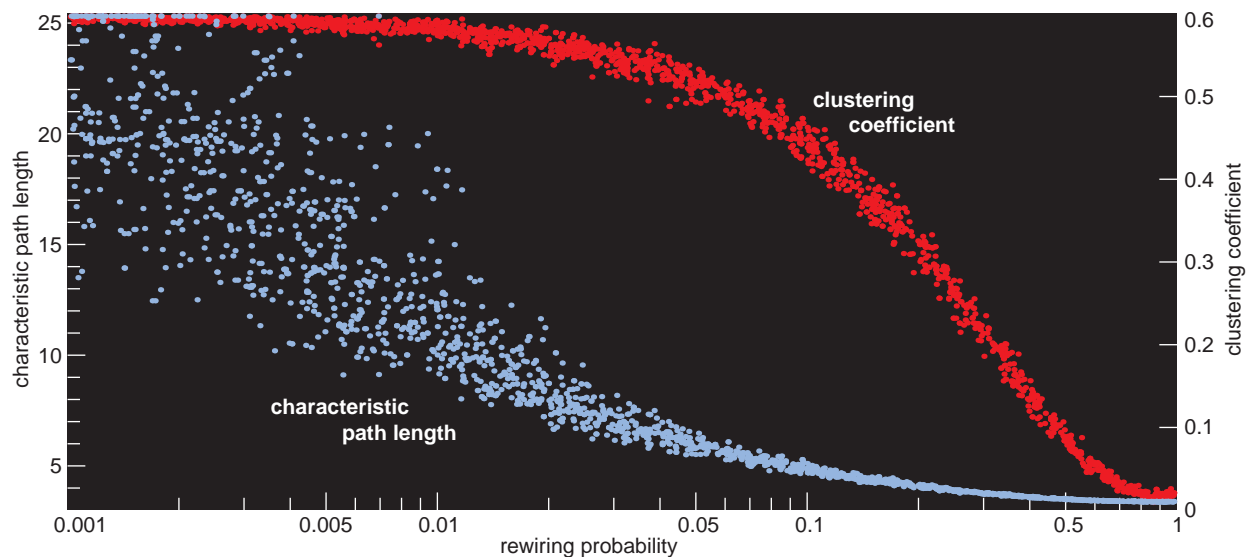 25
20
15
10
5
characteristic path length
0.6
0.5
0.4
0.3
0.2
0.1
0
clustering coefficient
clustering
coefficient
characteristic
path length
0.001
0.005
0.01
0.05
0.1
0.5
1
rewiring probability